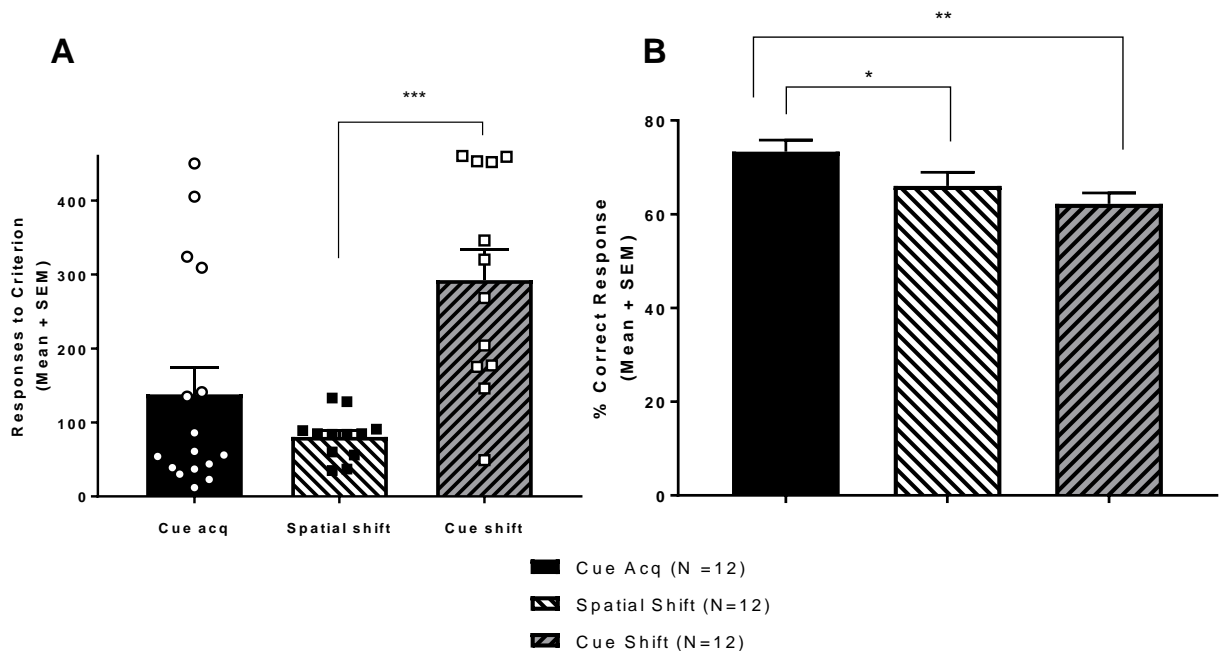 A
Responses to Criterion
(Mean + SEM)
400
300
200
100
0
***
Cue acq
Spatial shift
Cue shift
B
% Correct Response
(Mean + SEM)
80
60
40
20
0
**
*
Cue Acq (N =12)
Spatial Shift (N=12)
Cue Shift (N=12)